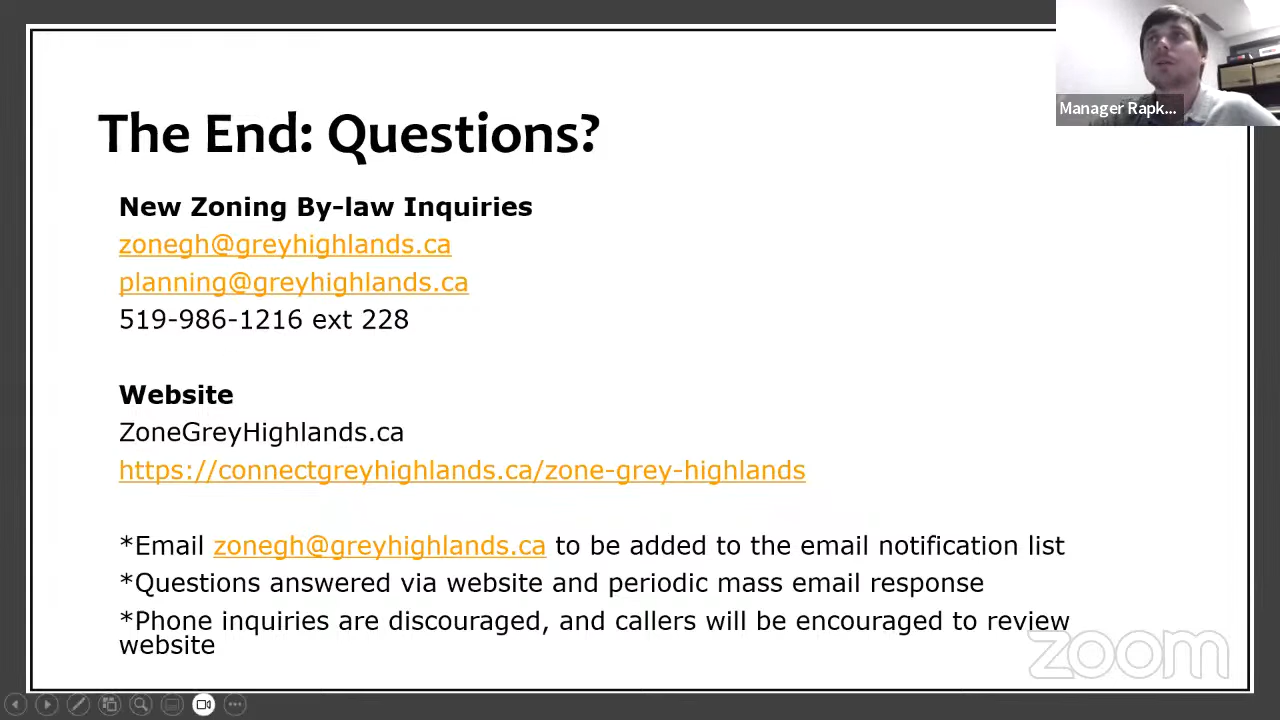 Manager Rapk...
The End: Questions?
New Zoning By-law Inquiries
zonegh@greyhighlands.ca
planning@greyhighlands.ca
519-986-1216 ext 228
Website
ZoneGreyHighlands.ca
https://connectgreyhighlands.ca/zone-grey-highlands
*Email zonegh@greyhighlands.ca to be added to the email notification list
*Questions answered via website and periodic mass email response
*Phone inquiries are discouraged, and callers will be encouraged to review
website
zoom